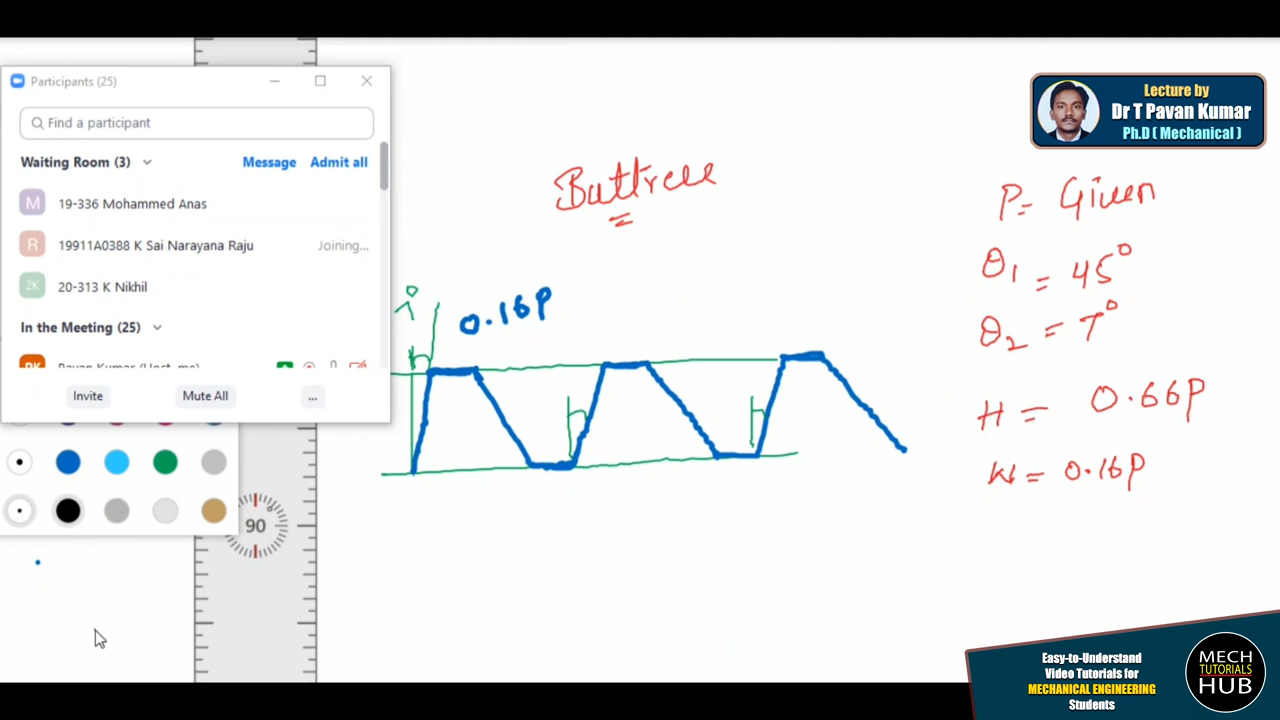 Participants (25)
Find a participant
Waiting Room (3)
Message
Admit all
M
19-336 Mohammed Anas
R
19911A0388 K Sai Narayana Raju
Joining...
2K
20-313 K Nikhil
In the Meeting (25)
Invite
Mute All
...
90
Lecture by
Dr T Pavan Kumar
Ph.D ( Mechanical )
Buttress
P = Given
θ1 = 45°
θ2 = 7°
H = 0.66P
W = 0.16P
0.16P
Easy-to-Understand
Video Tutorials for
MECHANICAL ENGINEERING
Students
MECH
TUTORIALS
HUB